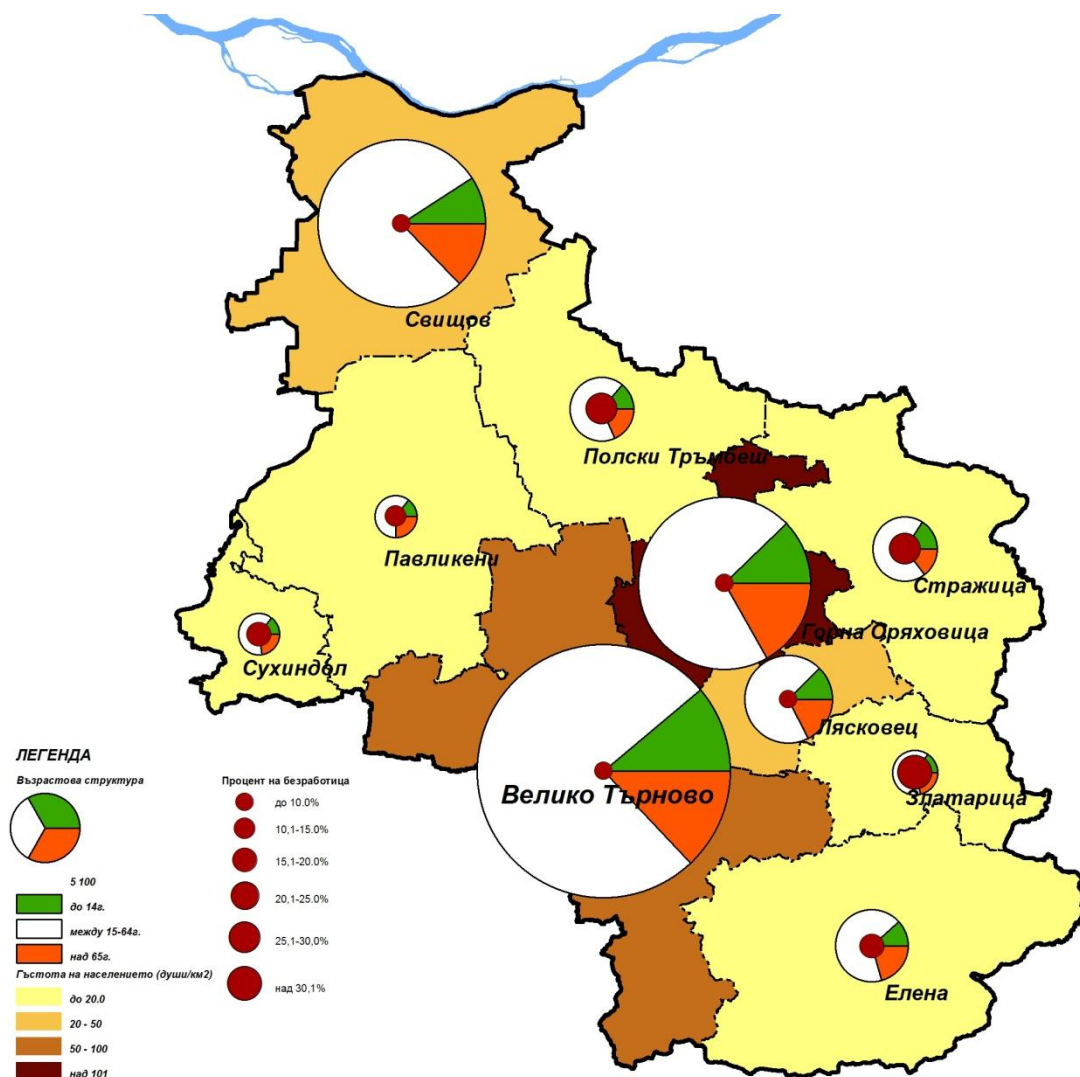 Свищов
Полски Тръмбеш
Павликени
Стражица
Горна Оряховица
Сухиндол
Лясковец
Златарица
Велико Търново
Елена
ЛЕГЕНДА
Възрастова структура
5 100
до 14г.
между 15-64г.
над 65г.
Гъстота на населението (души/км2)
до 20.0
20 - 50
50 - 100
над 101
Процент на безработица
до 10.0%
10,1-15.0%
15,1-20.0%
20,1-25.0%
25,1-30,0%
над 30,1%